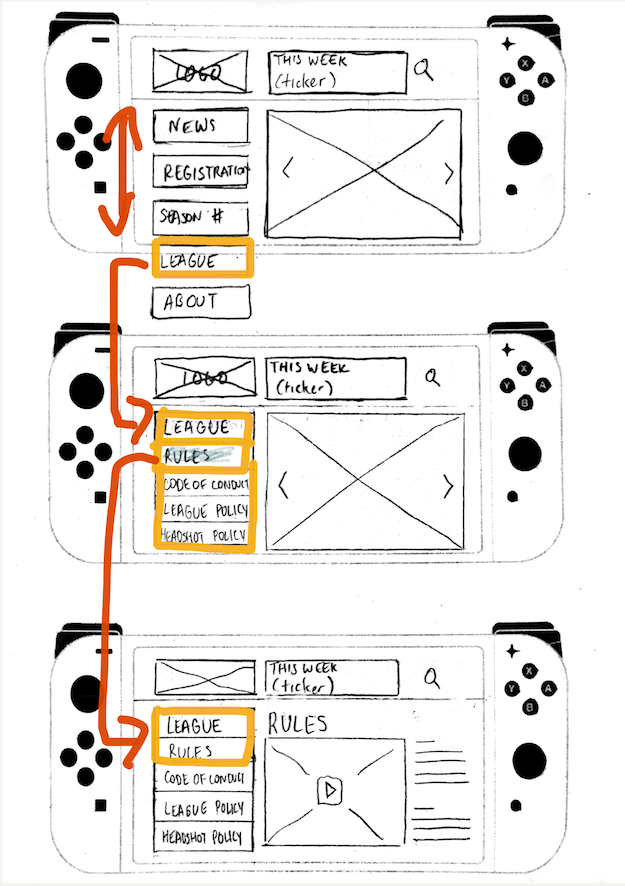 LOGO
THIS WEEK
(ticker)
NEWS
REGISTRATION
SEASON #
LEAGUE
ABOUT
X
Y A
B
LOGO
THIS WEEK
(ticker)
LEAGUE
RULES
CODE OF CONDUCT
LEAGUE POLICY
HEADSHOT POLICY
X
Y A
B
THIS WEEK
(ticker)
LEAGUE
RULES
CODE OF CONDUCT
LEAGUE POLICY
HEADSHOT POLICY
RULES
X
Y A
B